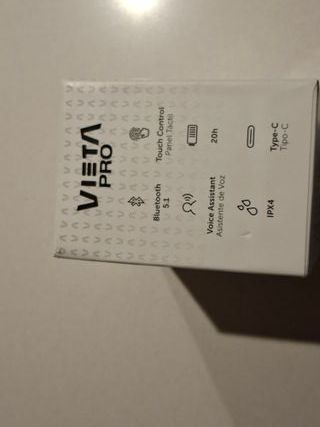 VIETA
PRO
Bluetooth
5.1
Touch Control
Panel Táctil
Voice Assistant
Asistente de Voz
20h
IPX4
Type-C
Tipo-C